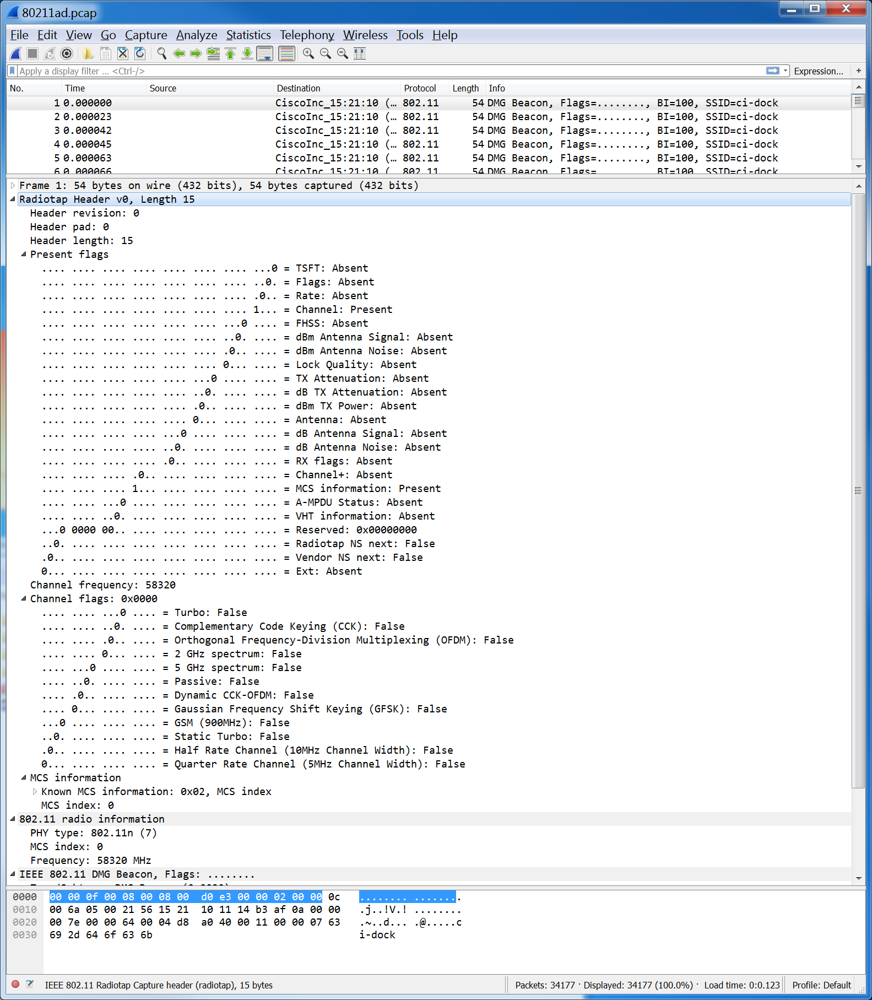 80211ad.pcap
File Edit View Go Capture Analyze Statistics Telephony Wireless Tools Help
Apply a display filter ... <Ctrl-/> Expression... +
No. Time Source Destination Protocol Length Info
1 0.000000 CiscoInc_15:21:10 (… 802.11 54 DMG Beacon, Flags=........, BI=100, SSID=ci-dock
2 0.000023 CiscoInc_15:21:10 (… 802.11 54 DMG Beacon, Flags=........, BI=100, SSID=ci-dock
3 0.000042 CiscoInc_15:21:10 (… 802.11 54 DMG Beacon, Flags=........, BI=100, SSID=ci-dock
4 0.000045 CiscoInc_15:21:10 (… 802.11 54 DMG Beacon, Flags=........, BI=100, SSID=ci-dock
5 0.000063 CiscoInc_15:21:10 (… 802.11 54 DMG Beacon, Flags=........, BI=100, SSID=ci-dock
6 0.000066 CiscoInc_15:21:10 (… 802.11 54 DMG Beacon, Flags=........, BI=100, SSID=ci-dock
Frame 1: 54 bytes on wire (432 bits), 54 bytes captured (432 bits)
Radiotap Header v0, Length 15
Header revision: 0
Header pad: 0
Header length: 15
Present flags
.... .... .... .... .... .... .... ...0 = TSFT: Absent
.... .... .... .... .... .... .... ..0. = Flags: Absent
.... .... .... .... .... .... .... .0.. = Rate: Absent
.... .... .... .... .... .... .... 1... = Channel: Present
.... .... .... .... .... .... ...0 .... = FHSS: Absent
.... .... .... .... .... .... ..0. .... = dBm Antenna Signal: Absent
.... .... .... .... .... .... .0.. .... = dBm Antenna Noise: Absent
.... .... .... .... .... .... 0... .... = Lock Quality: Absent
.... .... .... .... .... ...0 .... .... = TX Attenuation: Absent
.... .... .... .... .... ..0. .... .... = dB TX Attenuation: Absent
.... .... .... .... .... .0.. .... .... = dBm TX Power: Absent
.... .... .... .... .... 0... .... .... = Antenna: Absent
.... .... .... .... ...0 .... .... .... = dB Antenna Signal: Absent
.... .... .... .... ..0. .... .... .... = dB Antenna Noise: Absent
.... .... .... .... .0.. .... .... .... = RX flags: Absent
.... .... .... .0.. .... .... .... .... = Channel+: Absent
.... .... .... 1... .... .... .... .... = MCS information: Present
.... .... ...0 .... .... .... .... .... = A-MPDU Status: Absent
.... .... ..0. .... .... .... .... .... = VHT information: Absent
...0 0000 00.. .... .... .... .... .... = Reserved: 0x00000000
..0. .... .... .... .... .... .... .... = Radiotap NS next: False
.0.. .... .... .... .... .... .... .... = Vendor NS next: False
0... .... .... .... .... .... .... .... = Ext: Absent
Channel frequency: 58320
Channel flags: 0x0000
.... .... ...0 .... = Turbo: False
.... .... ..0. .... = Complementary Code Keying (CCK): False
.... .... .0.. .... = Orthogonal Frequency-Division Multiplexing (OFDM): False
.... .... 0... .... = 2 GHz spectrum: False
.... ...0 .... .... = 5 GHz spectrum: False
.... ..0. .... .... = Passive: False
.... .0.. .... .... = Dynamic CCK-OFDM: False
.... 0... .... .... = Gaussian Frequency Shift Keying (GFSK): False
...0 .... .... .... = GSM (900MHz): False
..0. .... .... .... = Static Turbo: False
.0.. .... .... .... = Half Rate Channel (10MHz Channel Width): False
0... .... .... .... = Quarter Rate Channel (5MHz Channel Width): False
MCS information
Known MCS information: 0x02, MCS index
MCS index: 0
802.11 radio information
PHY type: 802.11n (7)
MCS index: 0
Frequency: 58320 MHz
IEEE 802.11 DMG Beacon, Flags: ........
0000 00 00 0f 00 08 00 08 00 d0 e3 00 00 02 00 00 0c ........ ........
0010 00 6a 05 00 21 56 15 21 10 11 14 b3 af 0a 00 00 .j..!V.! ........
0020 00 7e 00 00 64 00 04 d8 a0 40 00 11 00 00 07 63 .~..d... .@.....c
0030 69 2d 64 6f 63 6b i-dock
IEEE 802.11 Radiotap Capture header (radiotap), 15 bytes Packets: 34177 · Displayed: 34177 (100.0%) · Load time: 0:0.123 Profile: Default